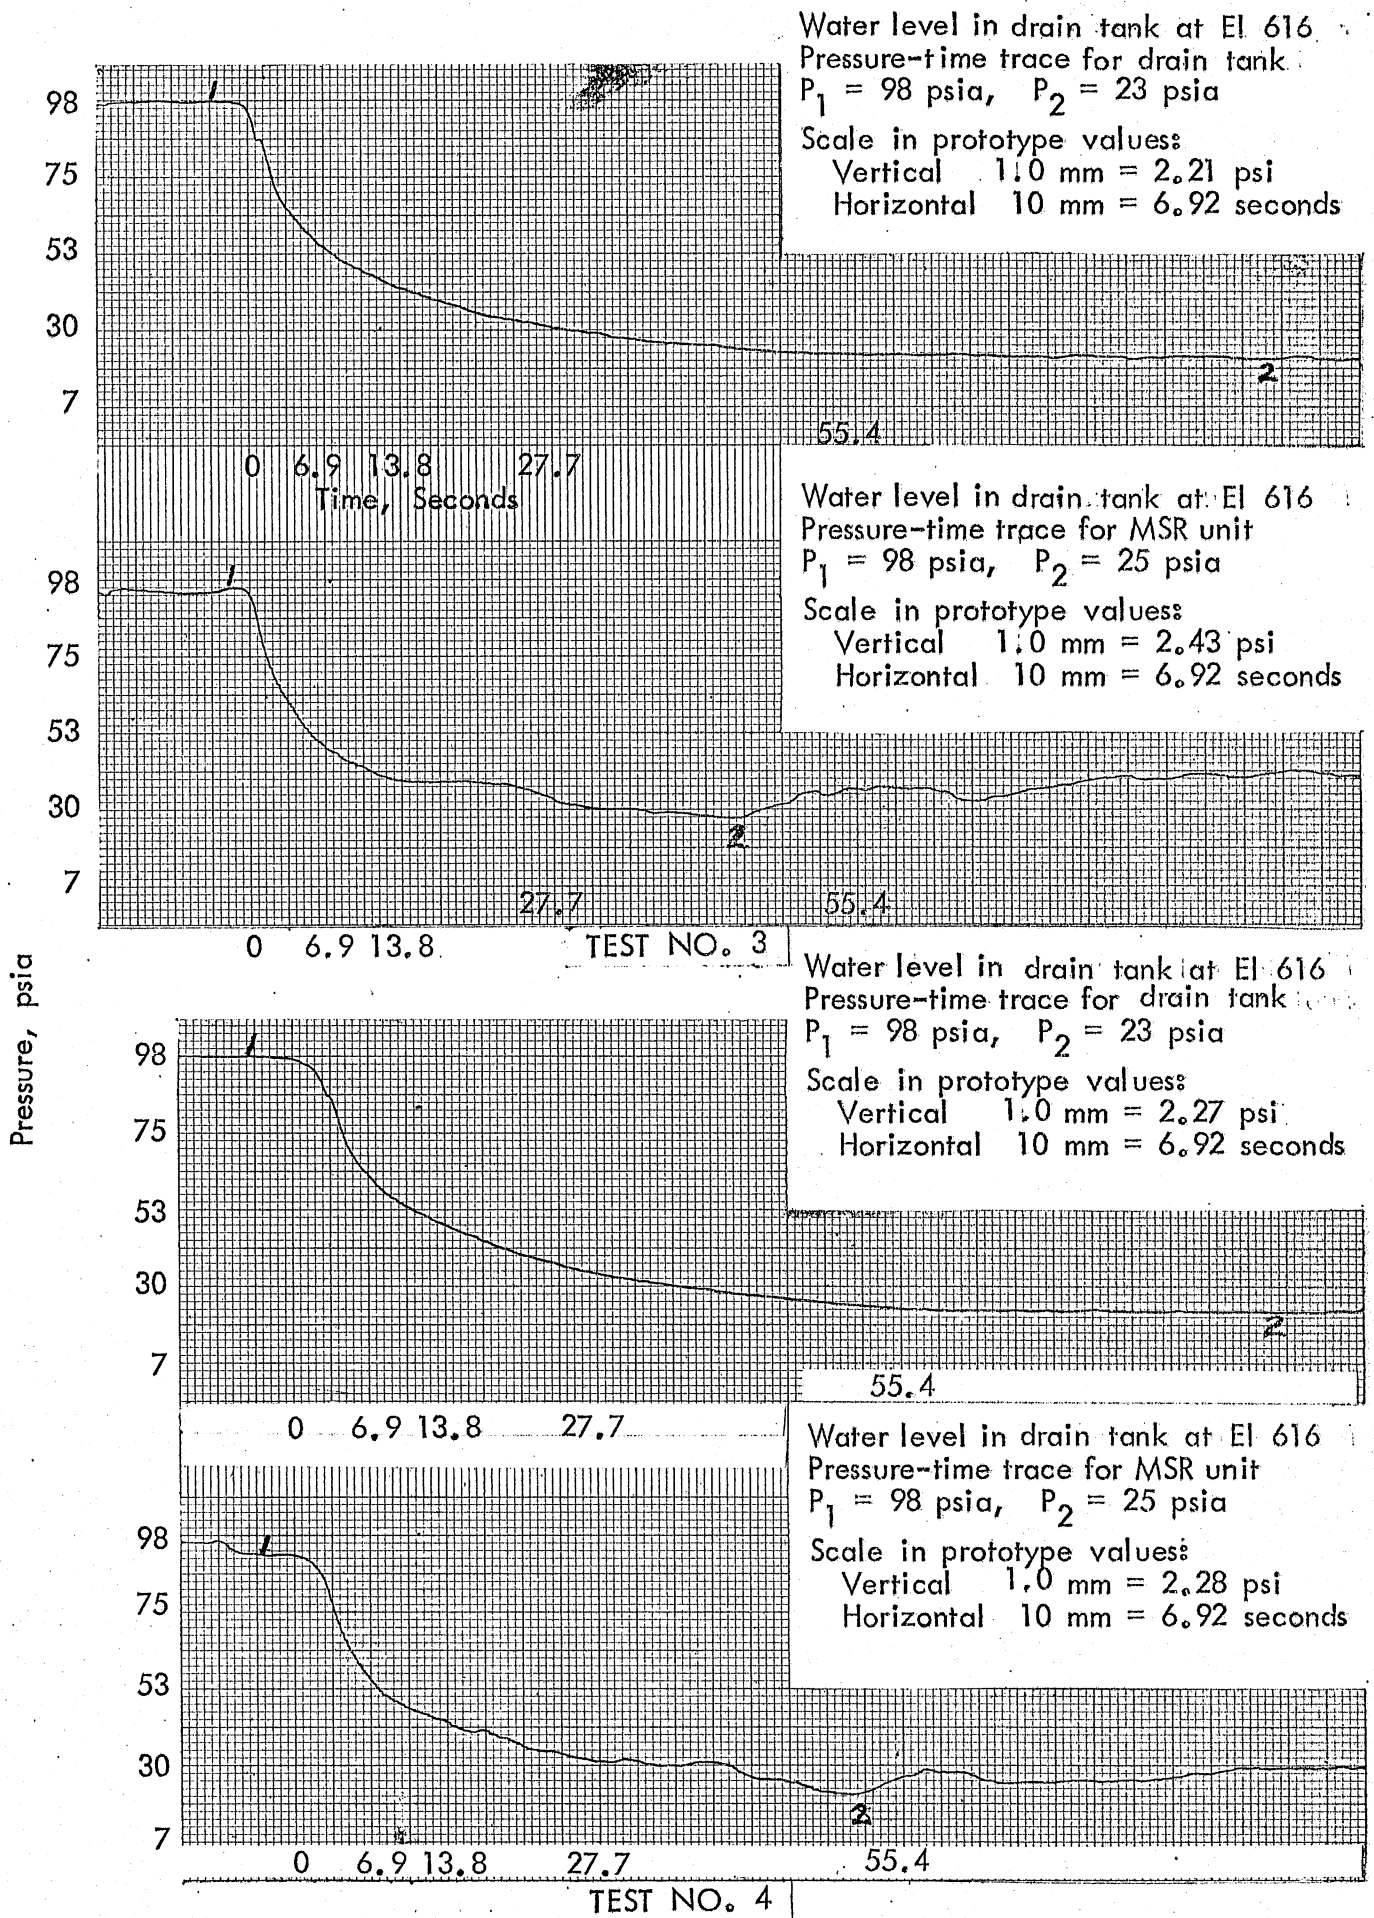 Water level in drain tank at El 616
Pressure-time trace for drain tank
P1 = 98 psia, P2 = 23 psia
Scale in prototype values:
Vertical 1.0 mm = 2.21 psi
Horizontal 10 mm = 6.92 seconds
1
98
75
53
30
7
2
55.4
0 6.9 13.8 27.7
Time, Seconds
Water level in drain tank at El 616
Pressure-time trace for MSR unit
P1 = 98 psia, P2 = 25 psia
Scale in prototype values:
Vertical 1.0 mm = 2.43 psi
Horizontal 10 mm = 6.92 seconds
1
98
75
53
30
7
2
27.7 55.4
0 6.9 13.8
TEST NO. 3
Pressure, psia
Water level in drain tank at El 616
Pressure-time trace for drain tank
P1 = 98 psia, P2 = 23 psia
Scale in prototype values:
Vertical 1.0 mm = 2.27 psi
Horizontal 10 mm = 6.92 seconds
1
98
75
53
30
7
2
55.4
0 6.9 13.8 27.7
Water level in drain tank at El 616
Pressure-time trace for MSR unit
P1 = 98 psia, P2 = 25 psia
Scale in prototype values:
Vertical 1.0 mm = 2.28 psi
Horizontal 10 mm = 6.92 seconds
1
98
75
53
30
7
2
0 6.9 13.8 27.7 55.4
TEST NO. 4